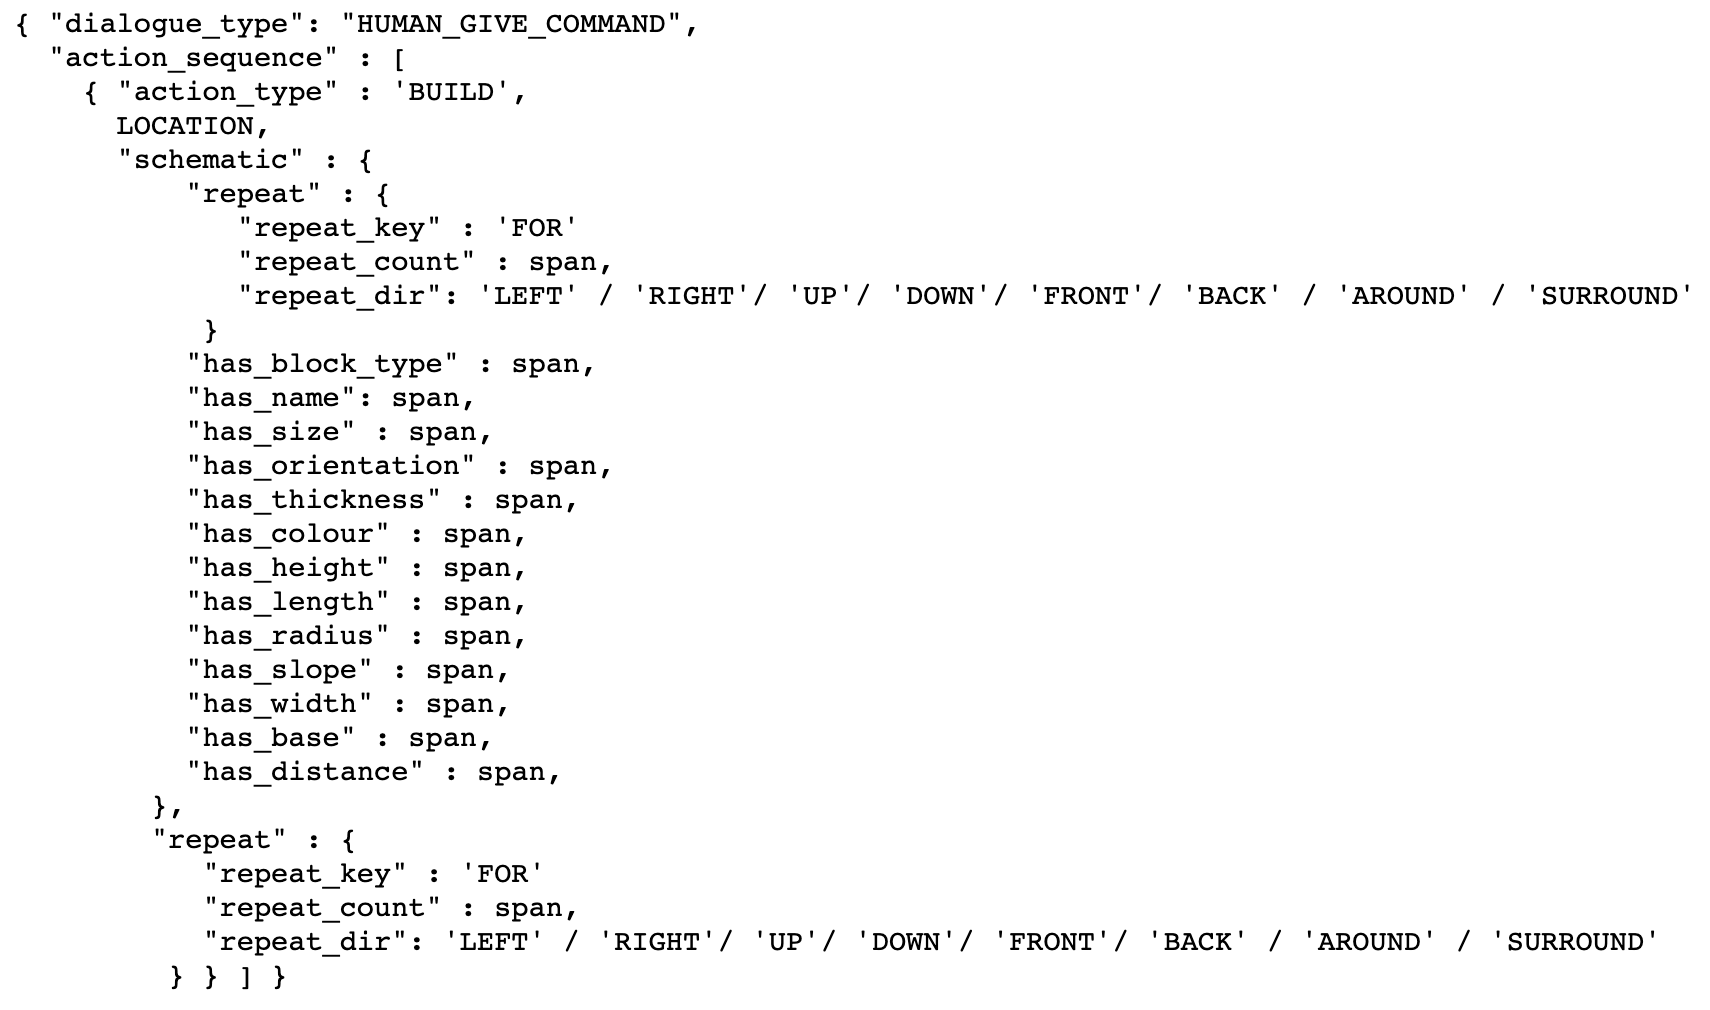 { "dialogue_type": "HUMAN_GIVE_COMMAND",
"action_sequence" : [
{ "action_type" : 'BUILD',
LOCATION,
"schematic" : {
"repeat" : {
"repeat_key" : 'FOR'
"repeat_count" : span,
"repeat_dir": 'LEFT' / 'RIGHT'/ 'UP'/ 'DOWN'/ 'FRONT'/ 'BACK' / 'AROUND' / 'SURROUND'
}
"has_block_type" : span,
"has_name": span,
"has_size" : span,
"has_orientation" : span,
"has_thickness" : span,
"has_colour" : span,
"has_height" : span,
"has_length" : span,
"has_radius" : span,
"has_slope" : span,
"has_width" : span,
"has_base" : span,
"has_distance" : span,
},
"repeat" : {
"repeat_key" : 'FOR'
"repeat_count" : span,
"repeat_dir": 'LEFT' / 'RIGHT'/ 'UP'/ 'DOWN'/ 'FRONT'/ 'BACK' / 'AROUND' / 'SURROUND'
} } ] }